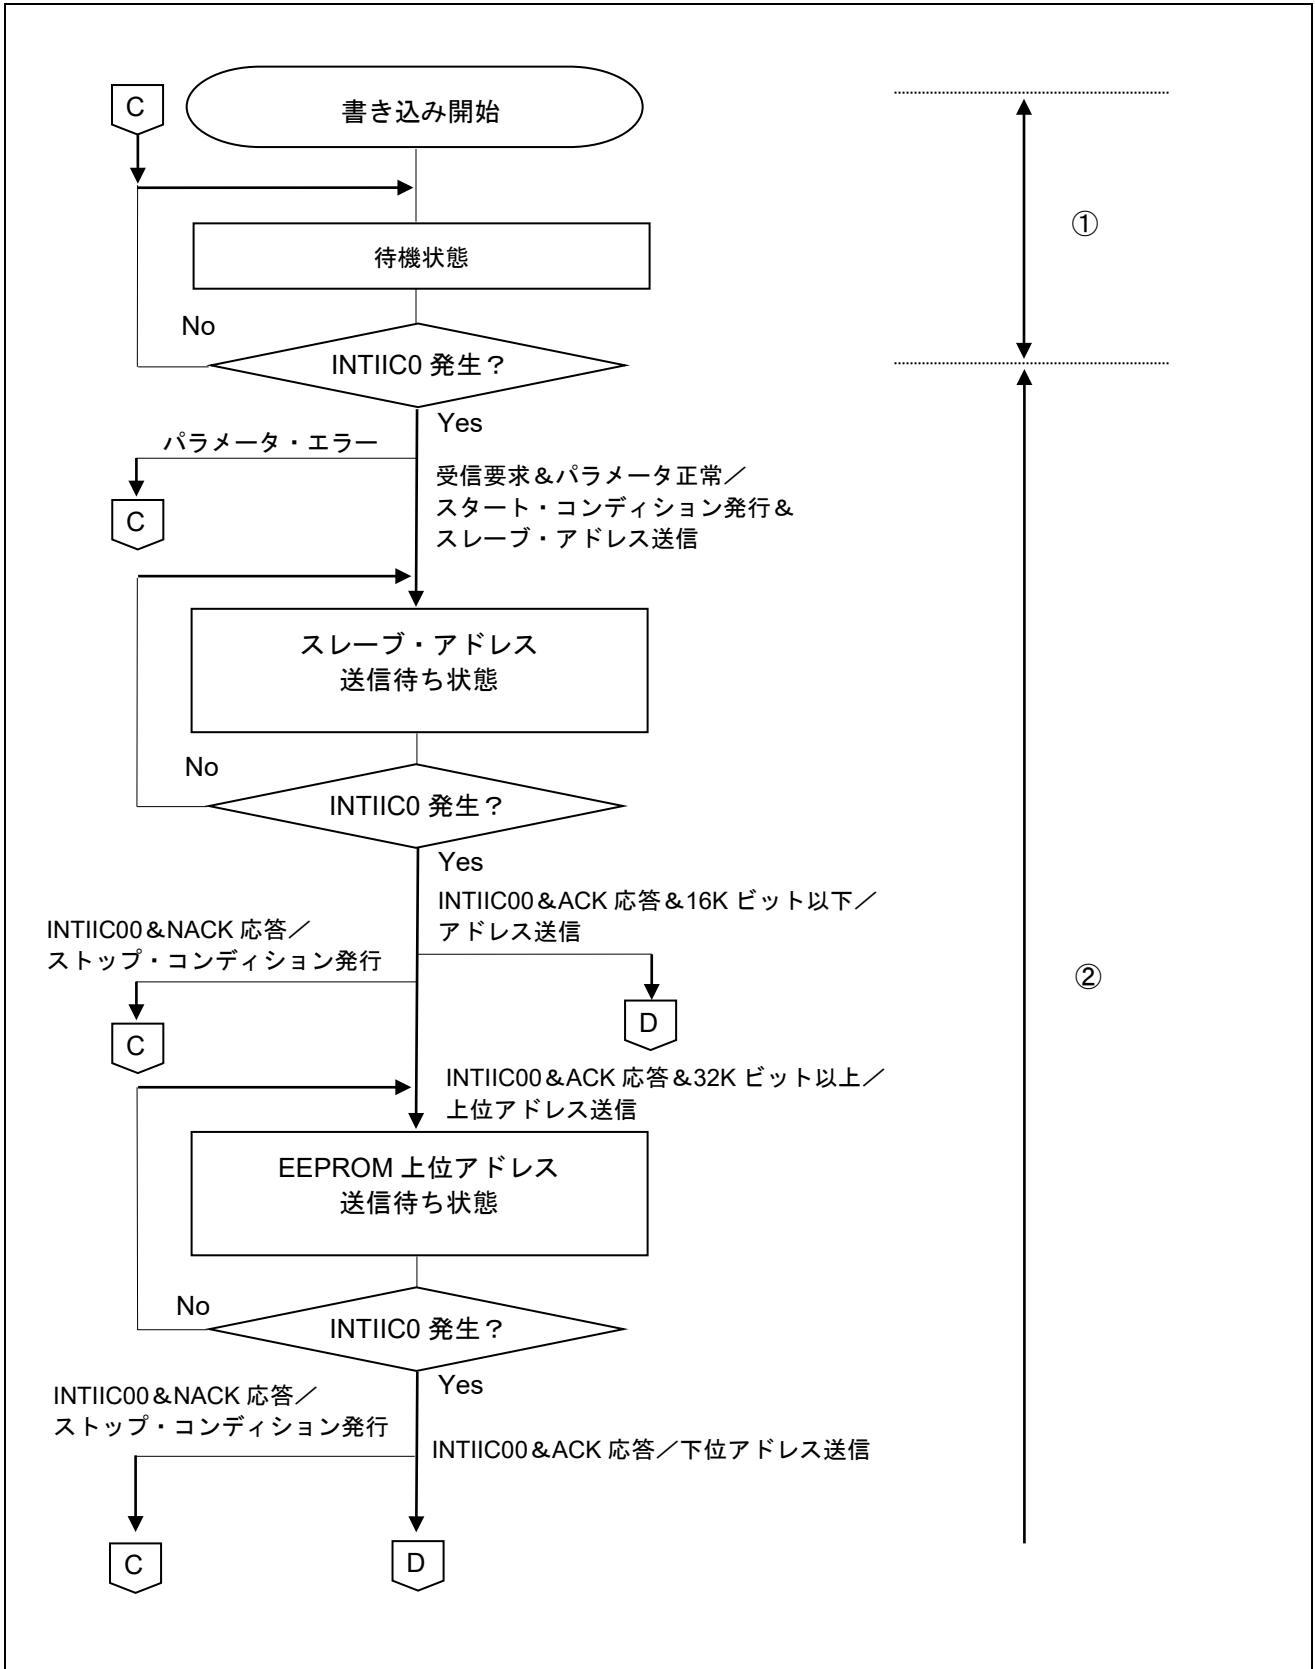 C
書き込み開始
①
待機状態
No
INTIIC0 発生？
Yes
パラメータ・エラー
受信要求＆パラメータ正常／
スタート・コンディション発行＆
スレーブ・アドレス送信
C
スレーブ・アドレス
送信待ち状態
No
INTIIC0 発生？
Yes
INTIIC00＆ACK 応答＆16K ビット以下／
アドレス送信
INTIIC00＆NACK 応答／
ストップ・コンディション発行
②
C
D
INTIIC00＆ACK 応答＆32K ビット以上／
上位アドレス送信
EEPROM 上位アドレス
送信待ち状態
No
INTIIC0 発生？
Yes
INTIIC00＆NACK 応答／
ストップ・コンディション発行
INTIIC00＆ACK 応答／下位アドレス送信
C
D